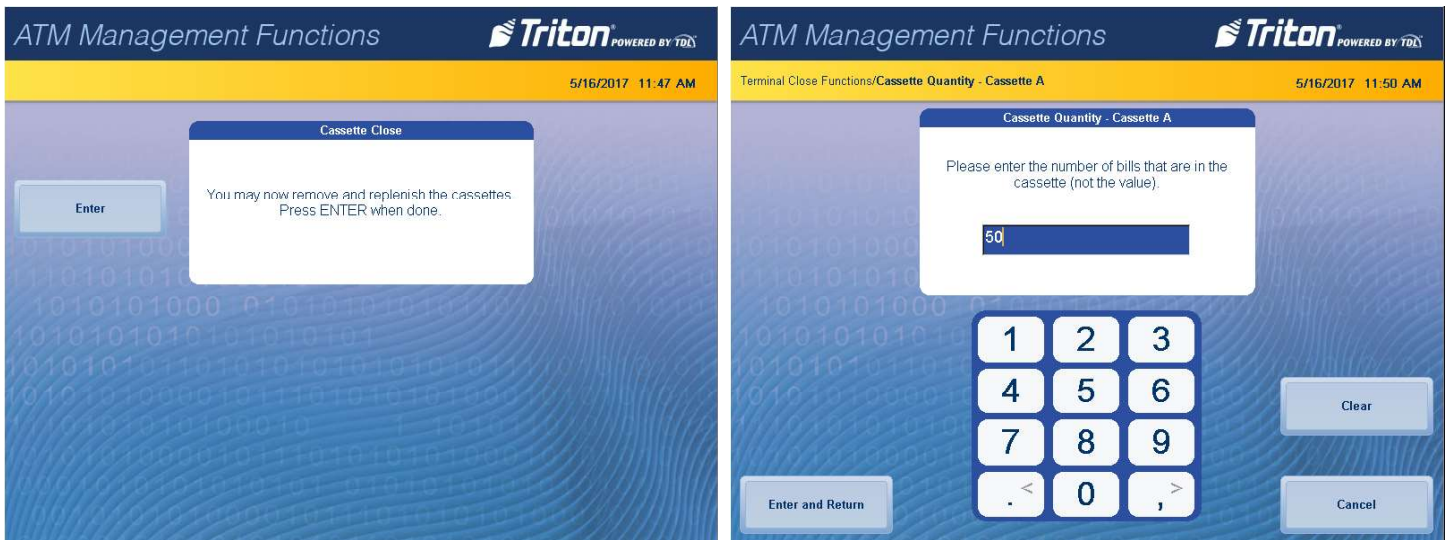 ATM Management Functions
Triton POWERED BY TDL
5/16/2017 11:47 AM
Cassette Close
You may now remove and replenish the cassettes.
Press ENTER when done.
Enter
ATM Management Functions
Triton POWERED BY TDL
Terminal Close Functions/Cassette Quantity - Cassette A
5/16/2017 11:50 AM
Cassette Quantity - Cassette A
Please enter the number of bills that are in the
cassette (not the value).
50
1 2 3
4 5 6
7 8 9
. < 0 , >
Clear
Enter and Return
Cancel